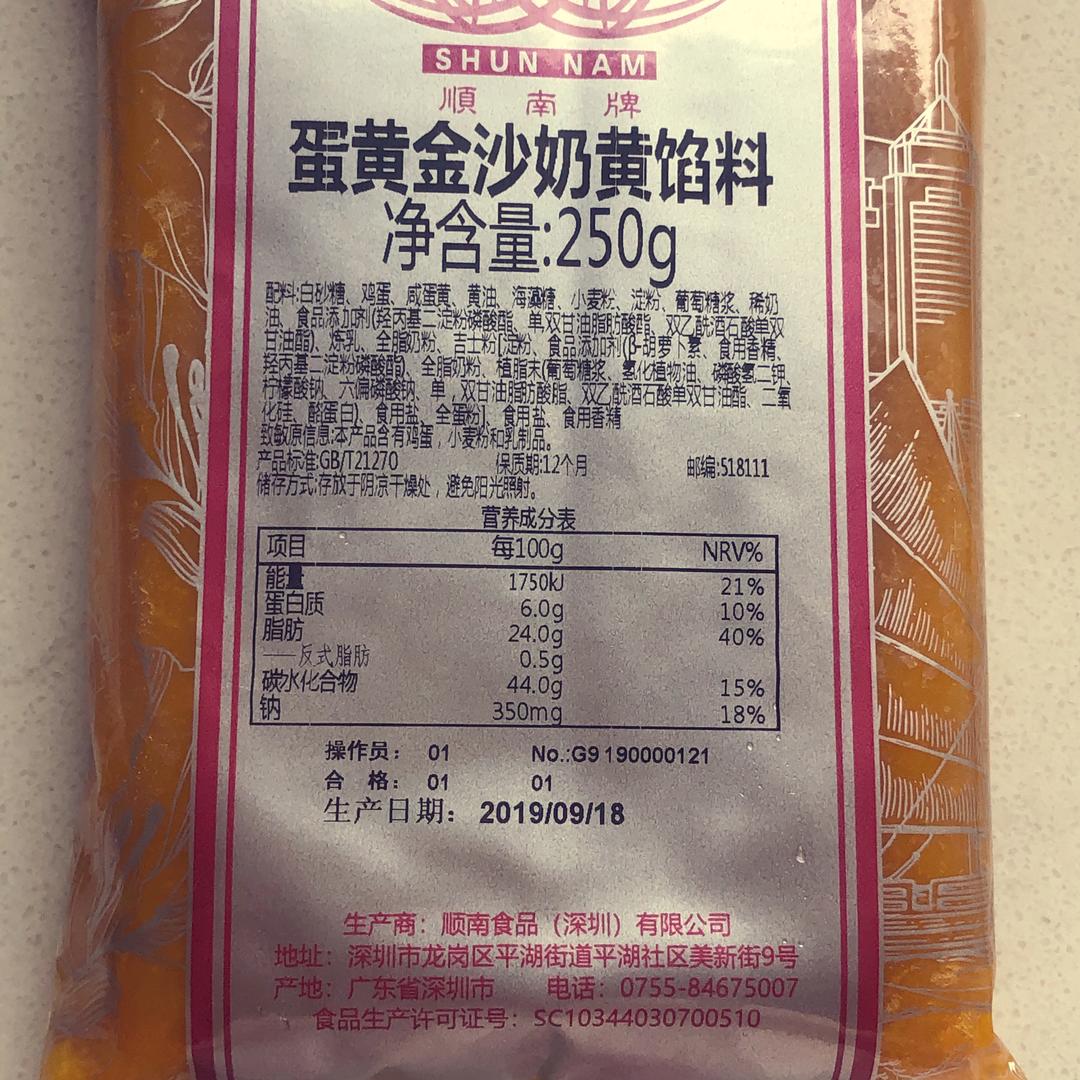 SHUN NAM
順南牌
蛋黄金沙奶黄馅料
净含量:250g
配料:白砂糖、鸡蛋、咸蛋黄、黄油、海藻糖、小麦粉、淀粉、葡萄糖浆、稀奶
油、食品添加剂(羟丙基二淀粉磷酸酯、单,双甘油脂肪酸酯、双乙酰酒石酸单双
甘油酯)、炼乳、全脂奶粉、吉士粉[淀粉、食品添加剂(β-胡萝卜素、食用香精、
羟丙基二淀粉磷酸酯)、全脂奶粉、植脂末(葡萄糖浆、氢化植物油、磷酸氢二钾、
柠檬酸钠、六偏磷酸钠、单，双甘油脂肪酸脂、双乙酰酒石酸单双甘油酯、二氧
化硅、酪蛋白)、食用盐、全蛋粉]、食用盐、食用香精
致敏原信息:本产品含有鸡蛋，小麦粉和乳制品。
产品标准:GB/T21270 保质期:12个月 邮编:518111
储存方式:存放于阴凉干燥处，避免阳光照射。
营养成分表
项目 每100g NRV%
能量 1750kJ 21%
蛋白质 6.0g 10%
脂肪 24.0g 40%
——反式脂肪 0.5g
碳水化合物 44.0g 15%
钠 350mg 18%
操作员： 01 No.:G9190000121
合 格： 01 01
生产日期： 2019/09/18
生产商：顺南食品（深圳）有限公司
地址：深圳市龙岗区平湖街道平湖社区美新街9号
产地：广东省深圳市 电话：0755-84675007
食品生产许可证号：SC10344030700510